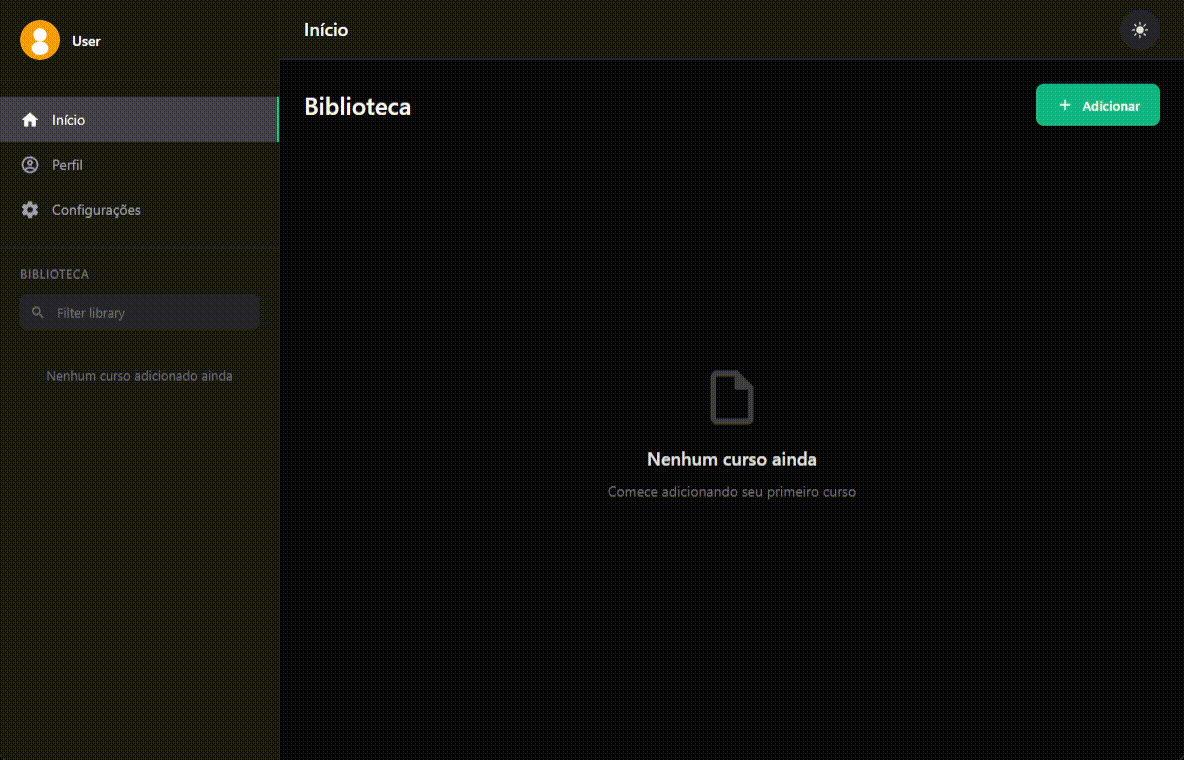 User
Início
Perfil
Configurações
BIBLIOTECA
Filter library
Nenhum curso adicionado ainda
Início
Biblioteca
Adicionar
Nenhum curso ainda
Comece adicionando seu primeiro curso